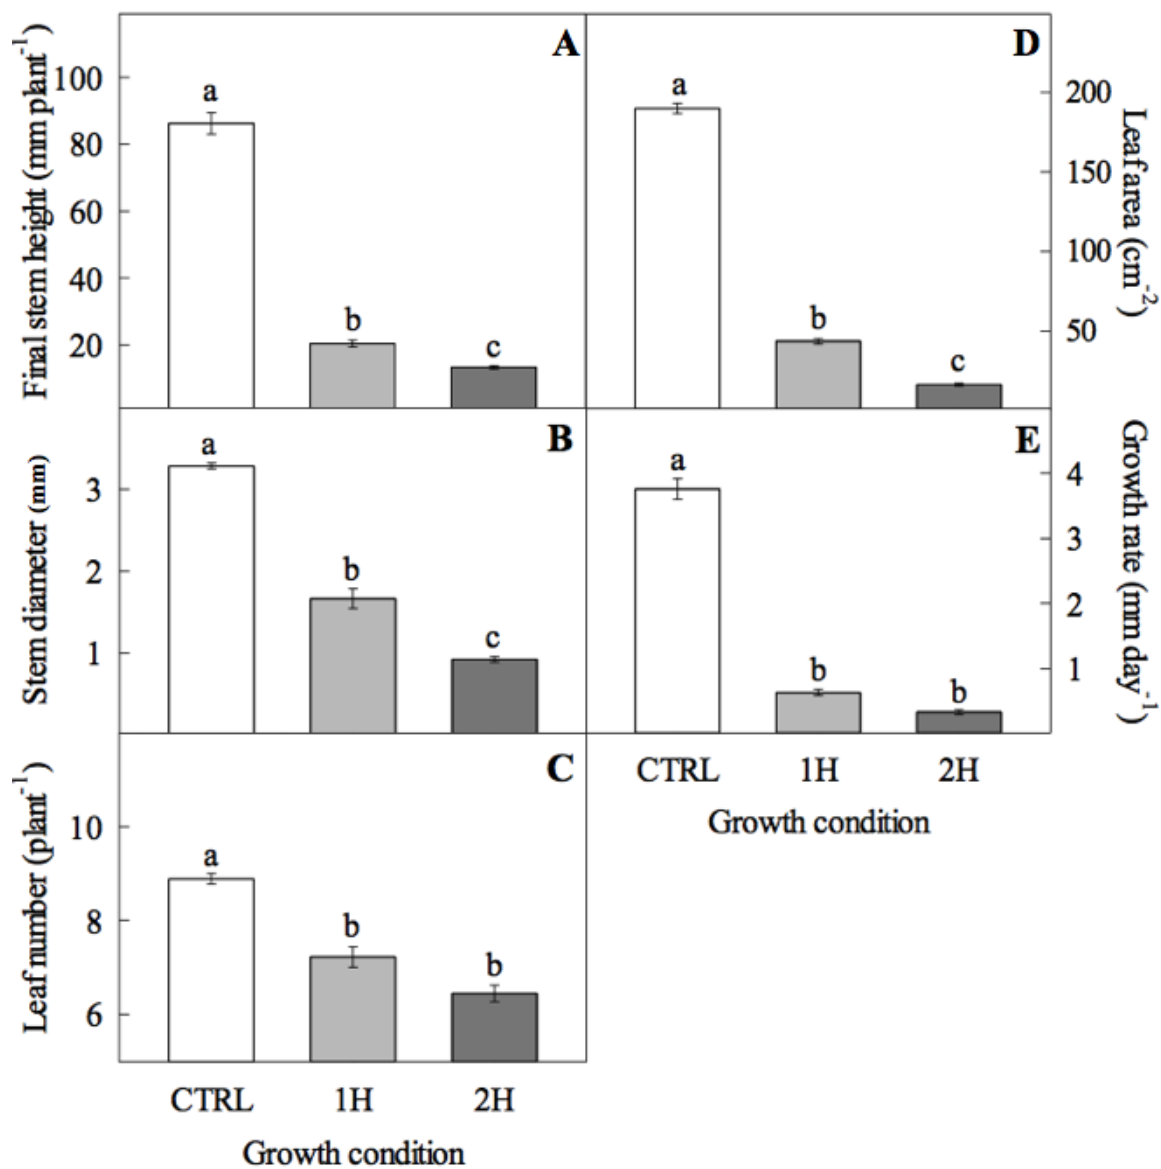 A
Final stem height (mm plant-1)
100
80
60
40
20
a
b
c
D
Leaf area (cm-2)
200
150
100
50
a
b
c
B
Stem diameter (mm)
3
2
1
a
b
c
E
Growth rate (mm day-1)
4
3
2
1
a
b
b
CTRL 1H 2H
Growth condition
C
Leaf number (plant-1)
10
8
6
a
b
b
CTRL 1H 2H
Growth condition